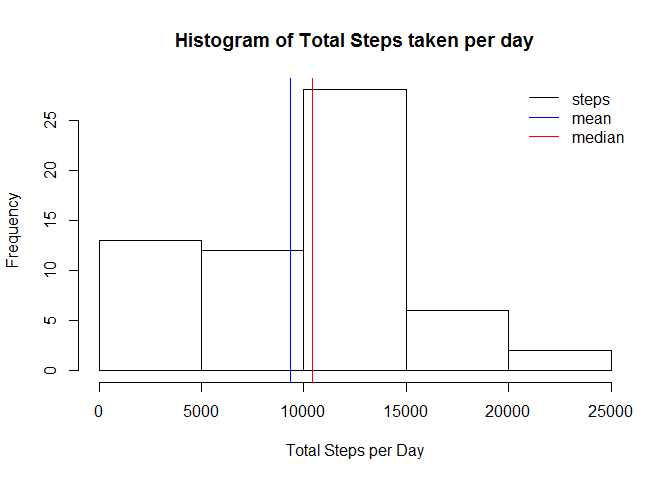 Histogram of Total Steps taken per day
steps
mean
median
Frequency
25
20
15
10
5
0
0 5000 10000 15000 20000 25000
Total Steps per Day